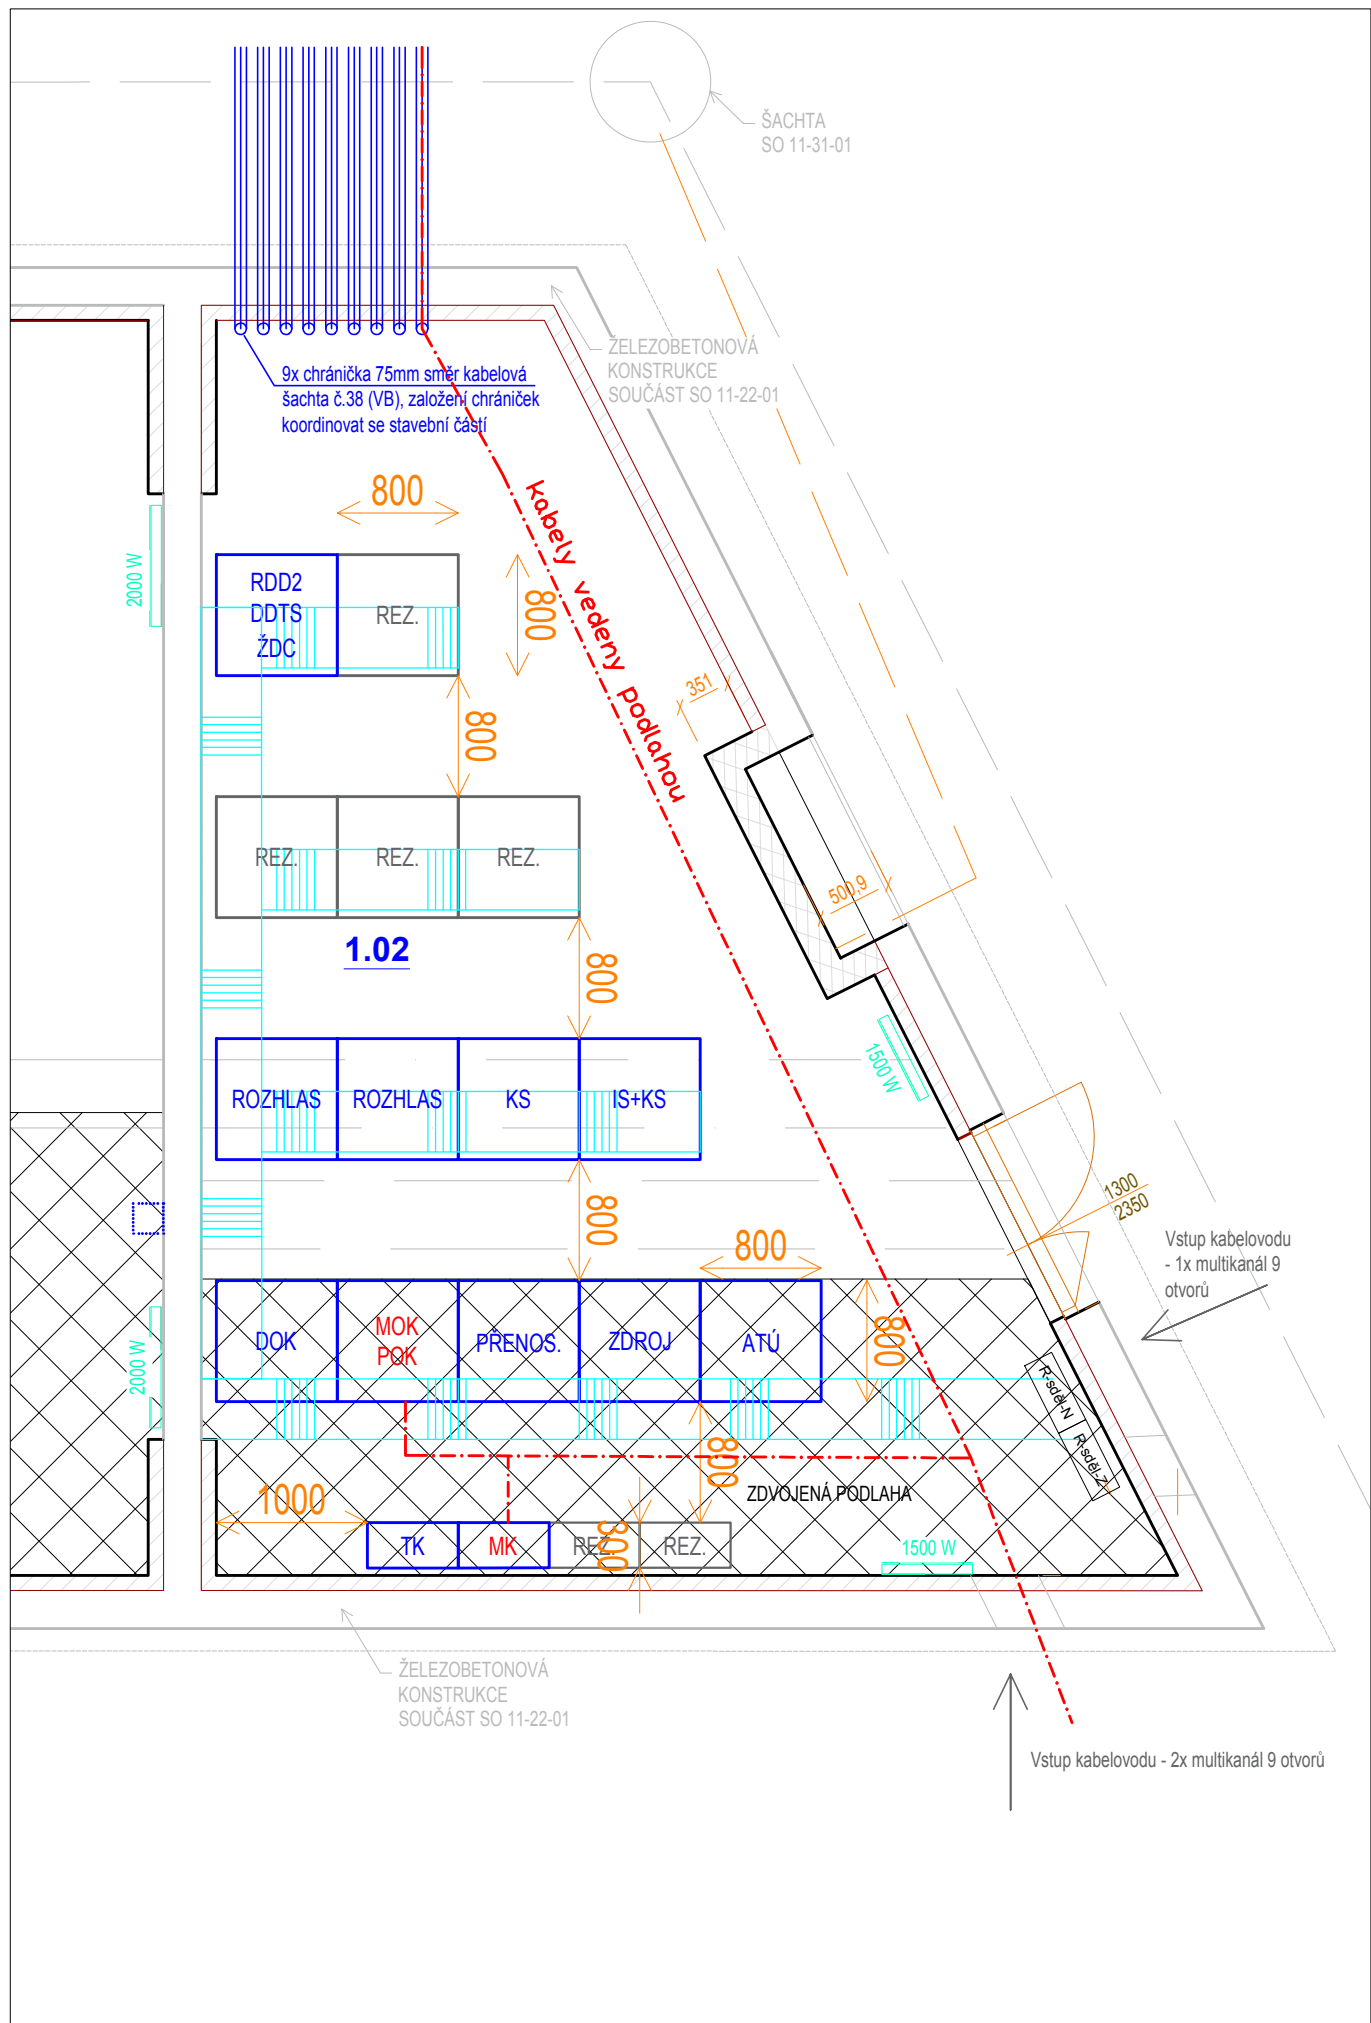 ŠACHTA
SO 11-31-01
ŽELEZOBETONOVÁ
KONSTRUKCE
SOUČÁST SO 11-22-01
9x chránička 75mm směr kabelová
šachta č.38 (VB), založení chrániček
koordinovat se stavební částí
kabely vedeny podlahou
800
2000 W
RDD2
DDTS
ŽDC
REZ.
800
351
800
REZ.
REZ.
REZ.
500,9
1.02
800
1500 W
ROZHLAS
ROZHLAS
KS
IS+KS
1300
2350
800
800
Vstup kabelovodu
- 1x multikanál 9
otvorů
DOK
MOK
POK
PŘENOS.
ZDROJ
ATÚ
800
2000 W
R-sděl-N
R-sděl-Z
800
1000
ZDVOJENÁ PODLAHA
TK
MK
REZ.
300
REZ.
1500 W
ŽELEZOBETONOVÁ
KONSTRUKCE
SOUČÁST SO 11-22-01
Vstup kabelovodu - 2x multikanál 9 otvorů